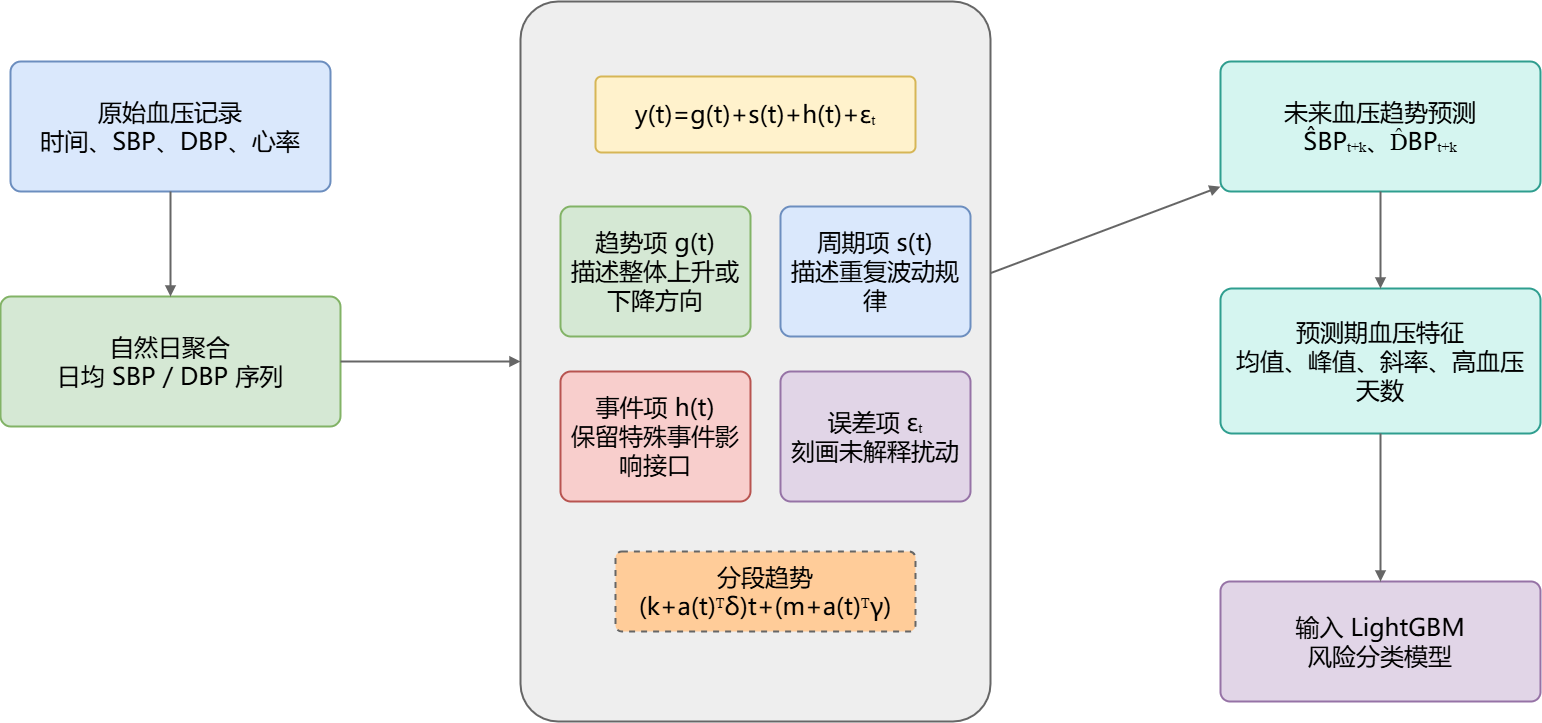 原始血压记录
时间、SBP、DBP、心率
自然日聚合
日均 SBP / DBP 序列
y(t)=g(t)+s(t)+h(t)+εₜ
趋势项 g(t)
描述整体上升或
下降方向
周期项 s(t)
描述重复波动规
律
事件项 h(t)
保留特殊事件影
响接口
误差项 εₜ
刻画未解释扰动
分段趋势
(k+a(t)ᵀδ)t+(m+a(t)ᵀγ)
未来血压趋势预测
ŜBPₜ₊ₖ、D̂BPₜ₊ₖ
预测期血压特征
均值、峰值、斜率、高血压
天数
输入 LightGBM
风险分类模型